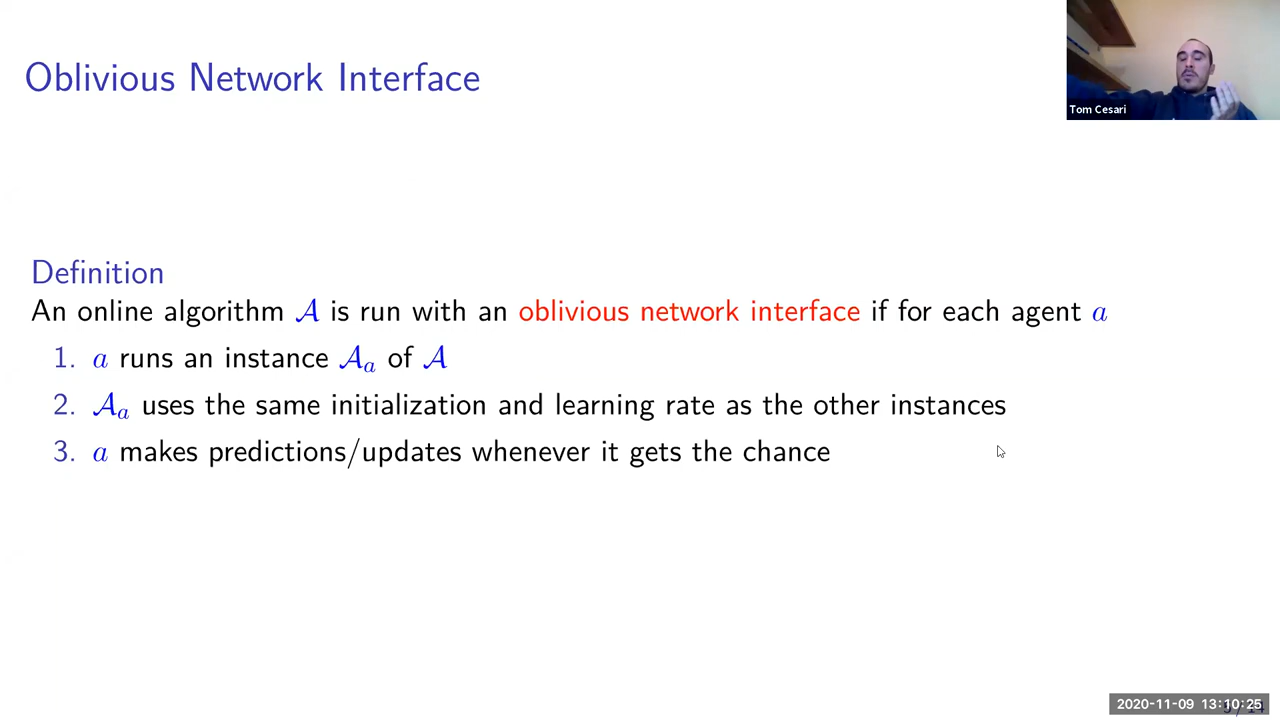 Oblivious Network Interface
Tom Cesari
Definition
An online algorithm 𝒜 is run with an oblivious network interface if for each agent a
1. a runs an instance 𝒜ₐ of 𝒜
2. 𝒜ₐ uses the same initialization and learning rate as the other instances
3. a makes predictions/updates whenever it gets the chance
2020-11-09 13:10:25